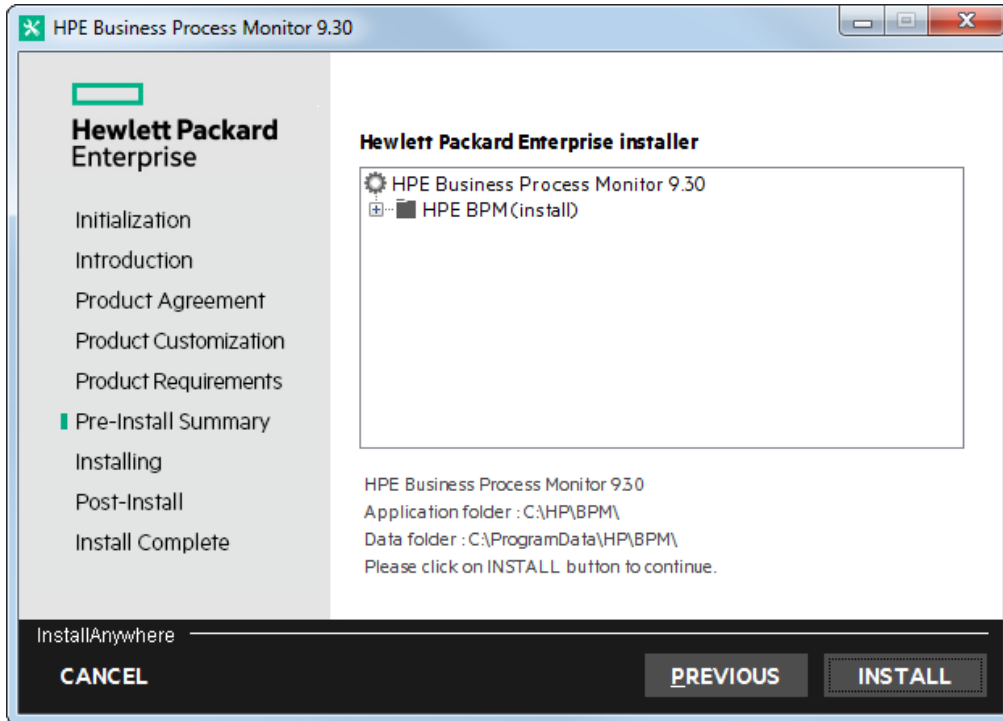 HPE Business Process Monitor 9.30
Hewlett Packard
Enterprise
Initialization
Introduction
Product Agreement
Product Customization
Product Requirements
Pre-Install Summary
Installing
Post-Install
Install Complete
Hewlett Packard Enterprise installer
HPE Business Process Monitor 9.30
HPE BPM(install)
HPE Business Process Monitor 930
Application folder : C:\HP\BPM\
Data folder : C:\ProgramData\HP\BPM\
Please click on INSTALL button to continue.
InstallAnywhere
CANCEL
PREVIOUS
INSTALL